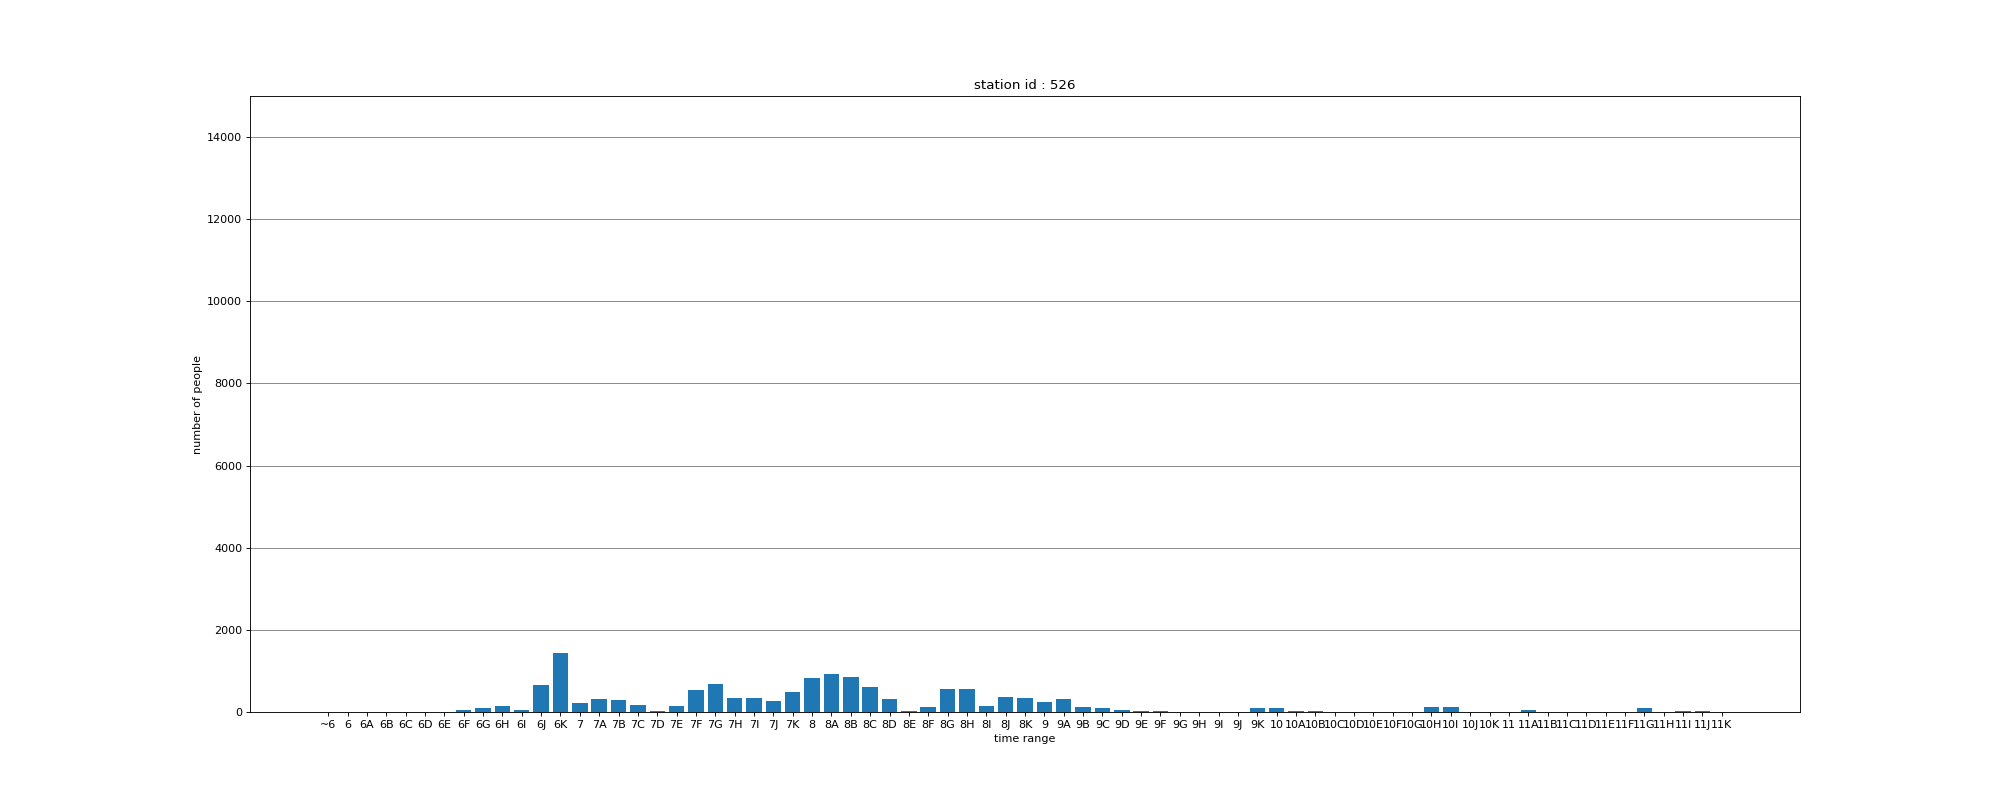 station id : 526
14000
12000
10000
8000
6000
4000
2000
0
number of people
~6 6 6A 6B 6C 6D 6E 6F 6G 6H 6I 6J 6K 7 7A 7B 7C 7D 7E 7F 7G 7H 7I 7J 7K 8 8A 8B 8C 8D 8E 8F 8G 8H 8I 8J 8K 9 9A 9B 9C 9D 9E 9F 9G 9H 9I 9J 9K 10 10A 10B 10C 10D 10E 10F 10G 10H 10I 10J 10K 11 11A 11B 11C 11D 11E 11F 11G 11H 11I 11J 11K
time range